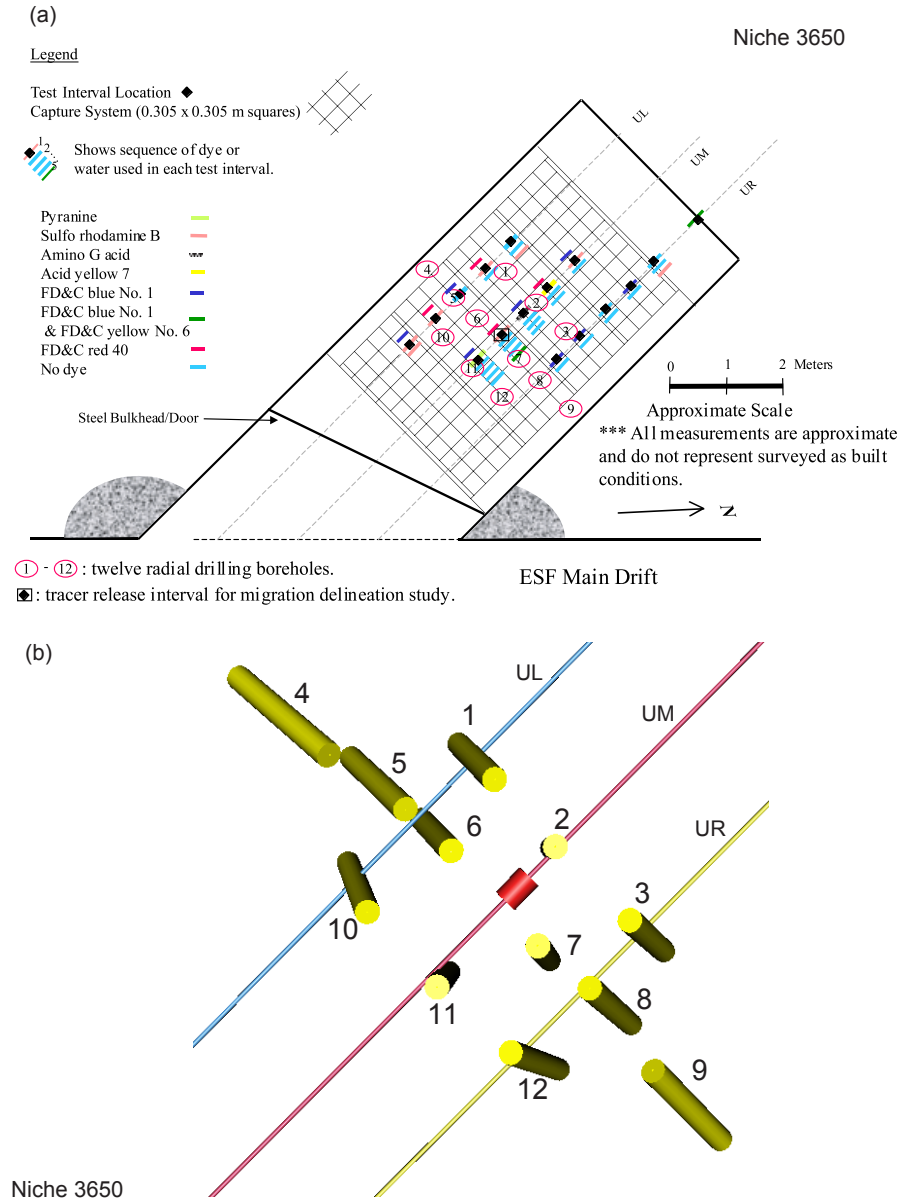 (a)
Niche 3650
Legend
Test Interval Location
Capture System (0.305 x 0.305 m squares)
1 2 . . 5
Shows sequence of dye or
water used in each test interval.
Pyranine
Sulfo rhodamine B
Amino G acid
Acid yellow 7
FD&C blue No. 1
FD&C blue No. 1
& FD&C yellow No. 6
FD&C red 40
No dye
UL
UM
UR
4
1
5
2
6
3
10
7
11
8
12
9
Steel Bulkhead/Door
0 1 2 Meters
Approximate Scale
*** All measurements are approximate
and do not represent surveyed as built
conditions.
N
1 - 12 : twelve radial drilling boreholes.
: tracer release interval for migration delineation study.
ESF Main Drift
(b)
UL
UM
UR
4
1
5
2
6
3
10
7
11
8
12
9
Niche 3650